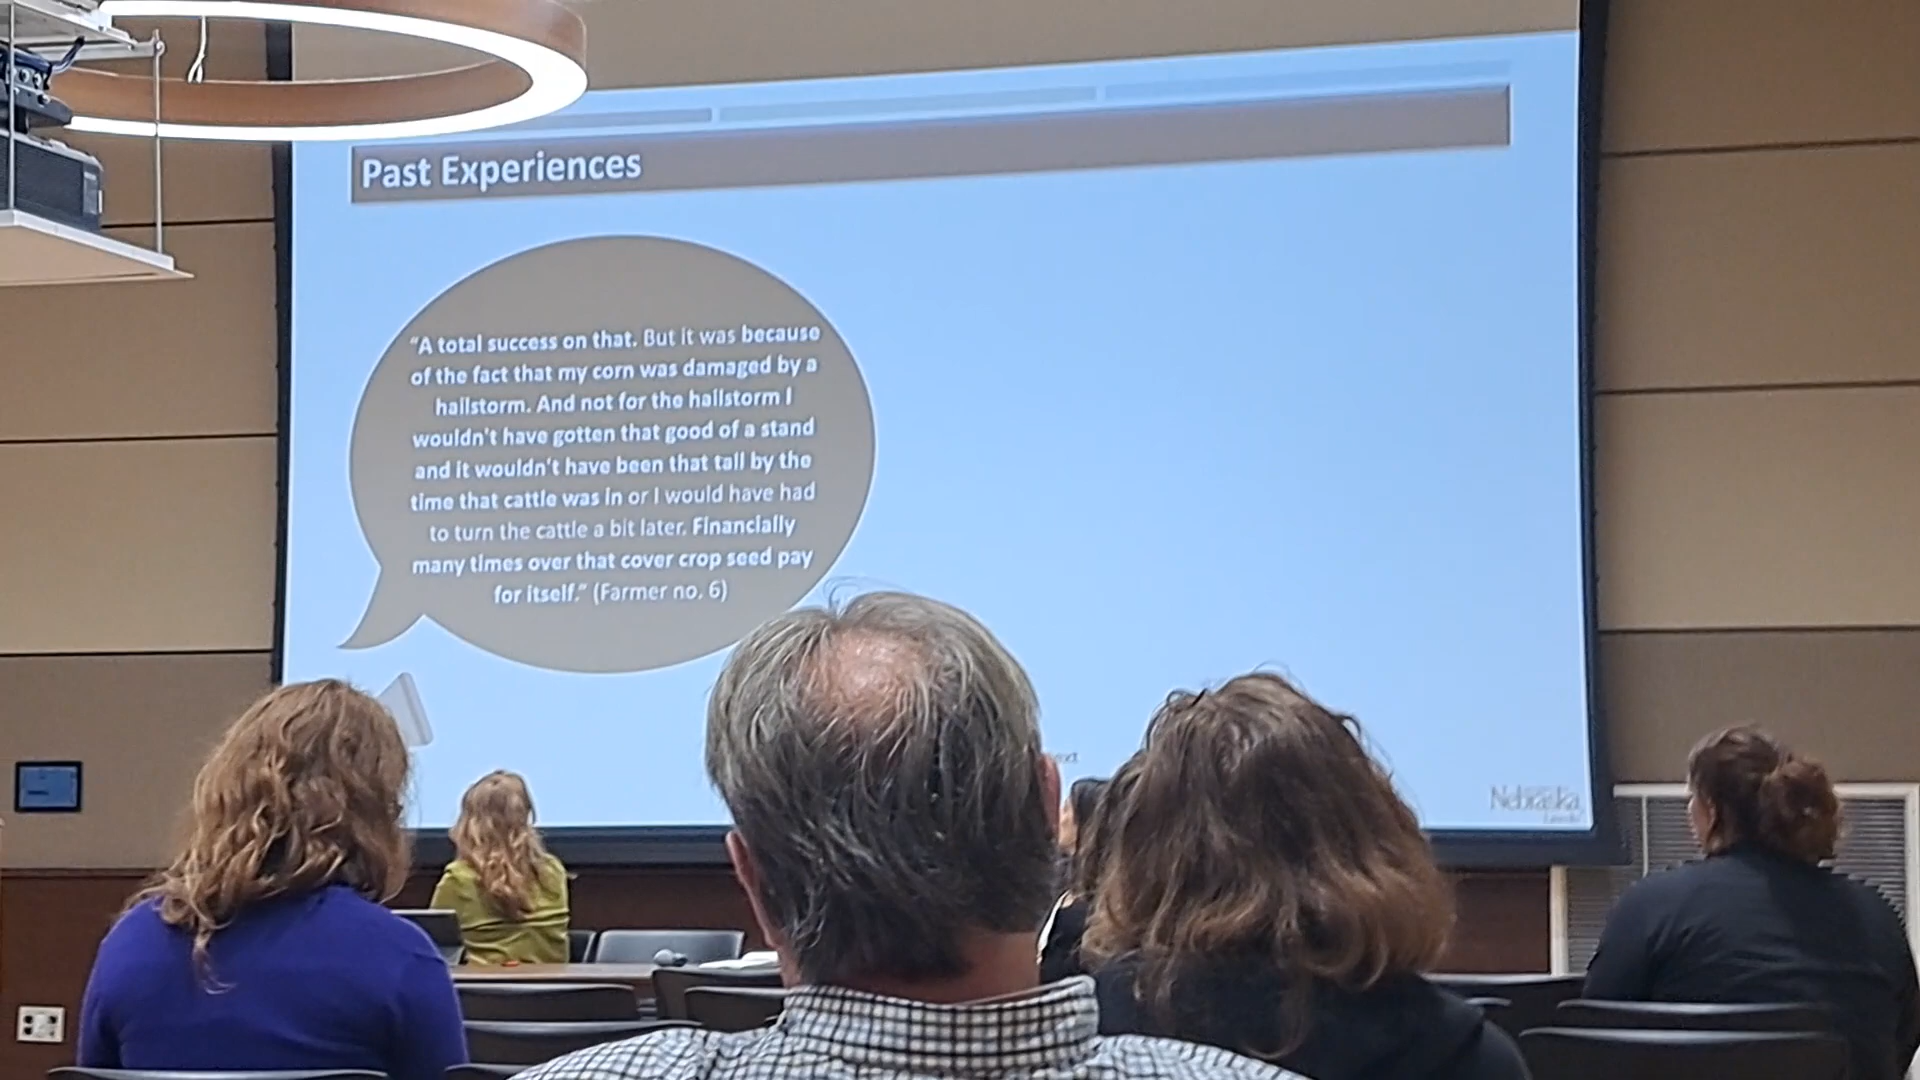 Past Experiences
"A total success on that. But it was because
of the fact that my corn was damaged by a
hailstorm. And not for the hailstorm I
wouldn't have gotten that good of a stand
and it wouldn't have been that tall by the
time that cattle was in or I would have had
to turn the cattle a bit later. Financially
many times over that cover crop seed pay
for itself." (Farmer no. 6)
Nebraska
Lincoln